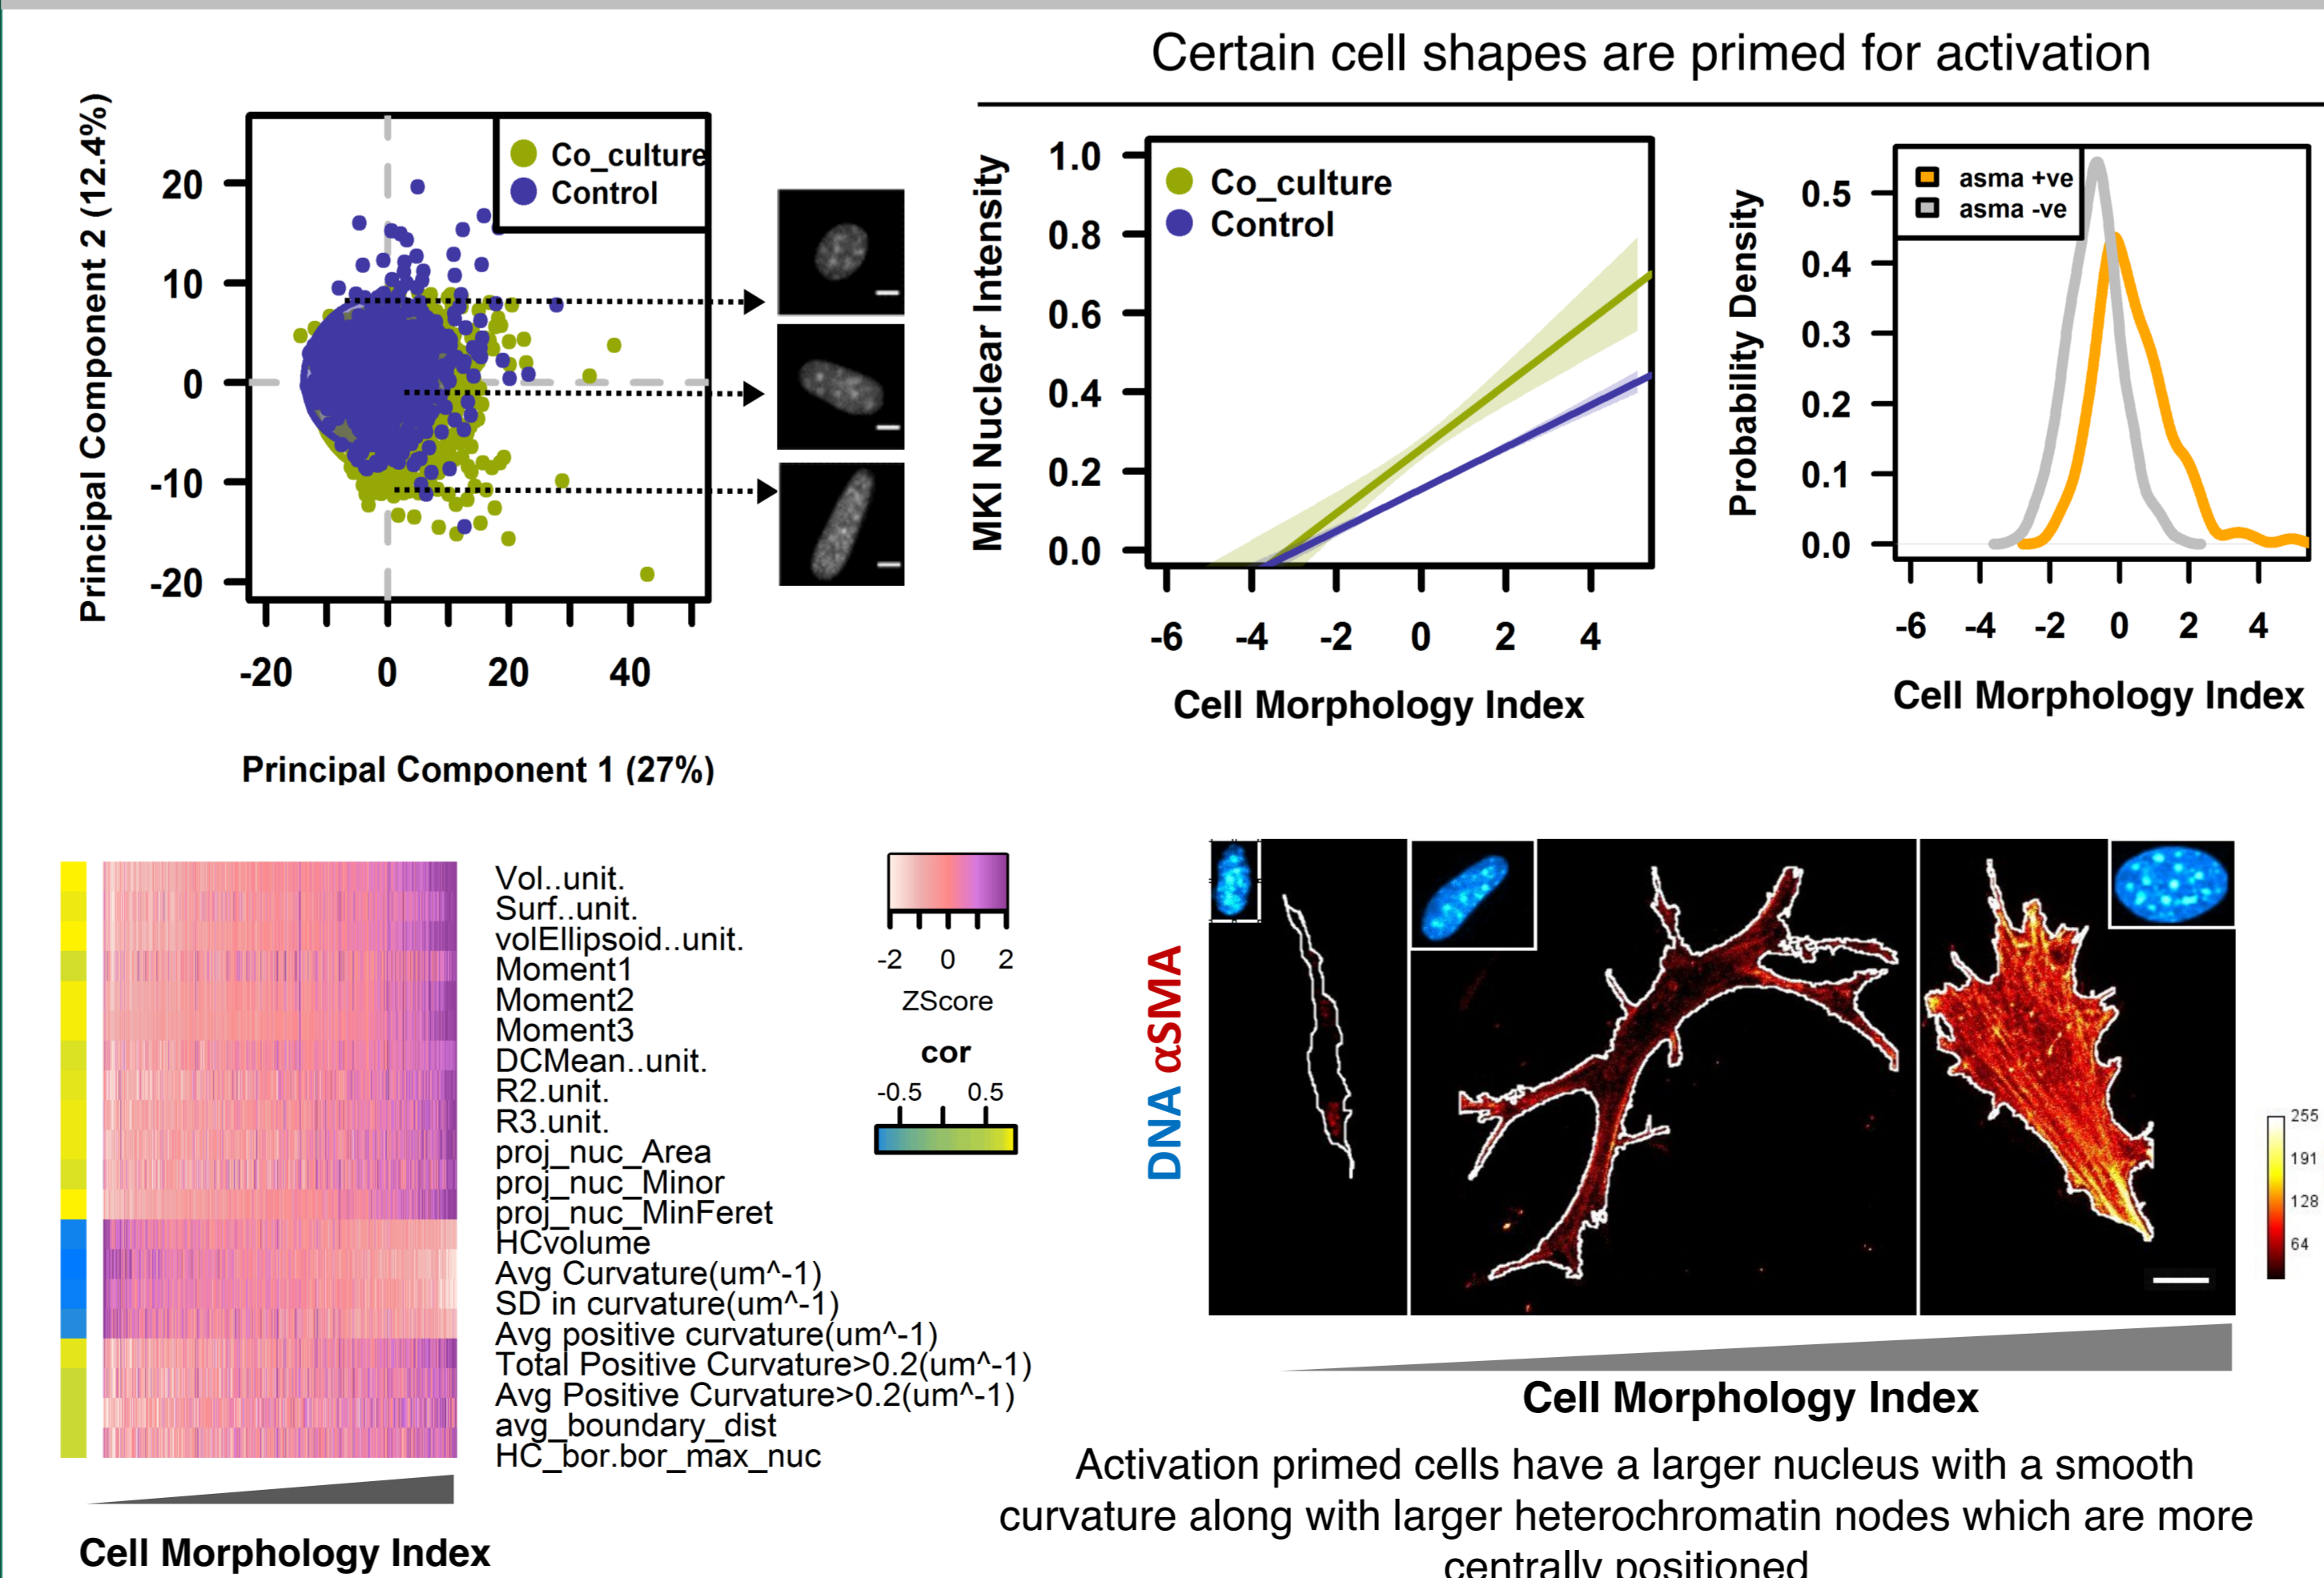 Certain cell shapes are primed for activation
Principal Component 2 (12.4%)
20
10
0
-10
-20
Co_culture
Control
-20 0 20 40
Principal Component 1 (27%)
MKI Nuclear Intensity
1.0
0.8
0.6
0.4
0.2
0.0
Co_culture
Control
-6 -4 -2 0 2 4
Cell Morphology Index
Probability Density
0.5
0.4
0.3
0.2
0.1
0.0
asma +ve
asma -ve
-6 -4 -2 0 2 4
Cell Morphology Index
Vol..unit.
Surf..unit.
volEllipsoid..unit.
Moment1
Moment2
Moment3
DCMean..unit.
R2.unit.
R3.unit.
proj_nuc_Area
proj_nuc_Minor
proj_nuc_MinFeret
HCvolume
Avg Curvature(um^-1)
SD in curvature(um^-1)
Avg positive curvature(um^-1)
Total Positive Curvature>0.2(um^-1)
Avg Positive Curvature>0.2(um^-1)
avg_boundary_dist
HC_bor.bor_max_nuc
-2 0 2
ZScore
cor
-0.5 0.5
Cell Morphology Index
DNA αSMA
255
191
128
64
Cell Morphology Index
Activation primed cells have a larger nucleus with a smooth
curvature along with larger heterochromatin nodes which are more
centrally positioned